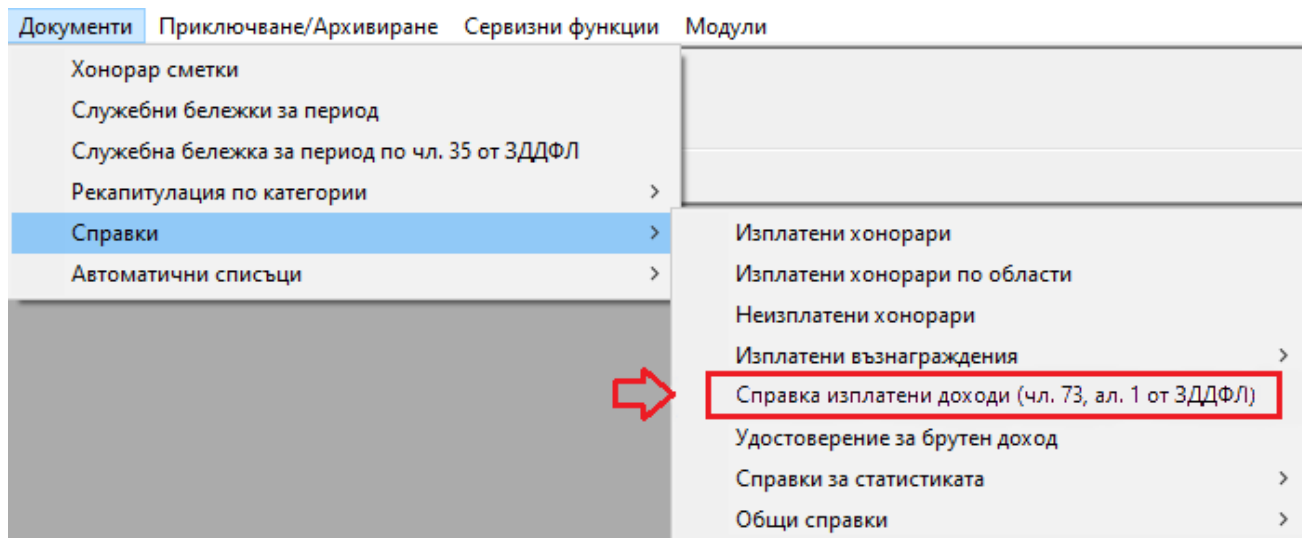 Документи Приключване/Архивиране Сервизни функции Модули
Хонорар сметки
Служебни бележки за период
Служебна бележка за период по чл. 35 от ЗДДФЛ
Рекапитулация по категории
Справки
Автоматични списъци
Изплатени хонорари
Изплатени хонорари по области
Неизплатени хонорари
Изплатени възнаграждения
Справка изплатени доходи (чл. 73, ал. 1 от ЗДДФЛ)
Удостоверение за брутен доход
Справки за статистиката
Общи справки